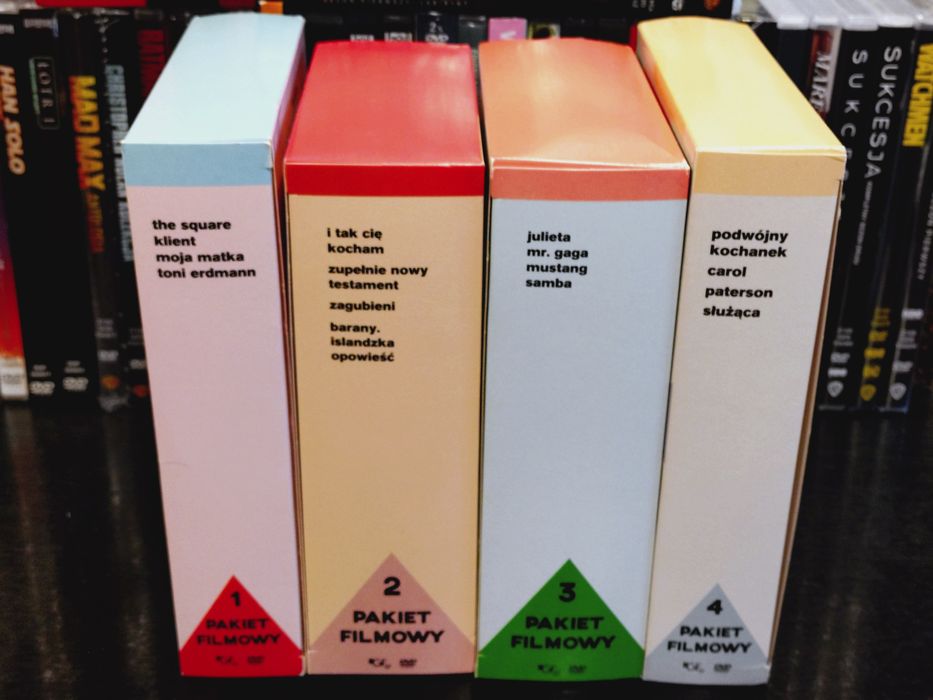 the square
klient
moja matka
toni erdmann
1
PAKIET
FILMOWY
i tak cię
kocham
zupełnie nowy
testament
zagubieni
barany.
islandzka
opowieść
2
PAKIET
FILMOWY
julieta
mr. gaga
mustang
samba
3
PAKIET
FILMOWY
podwójny
kochanek
carol
paterson
służąca
4
PAKIET
FILMOWY
HAN SOLO
MAD MAX
SUKCESJA
WATCHMEN